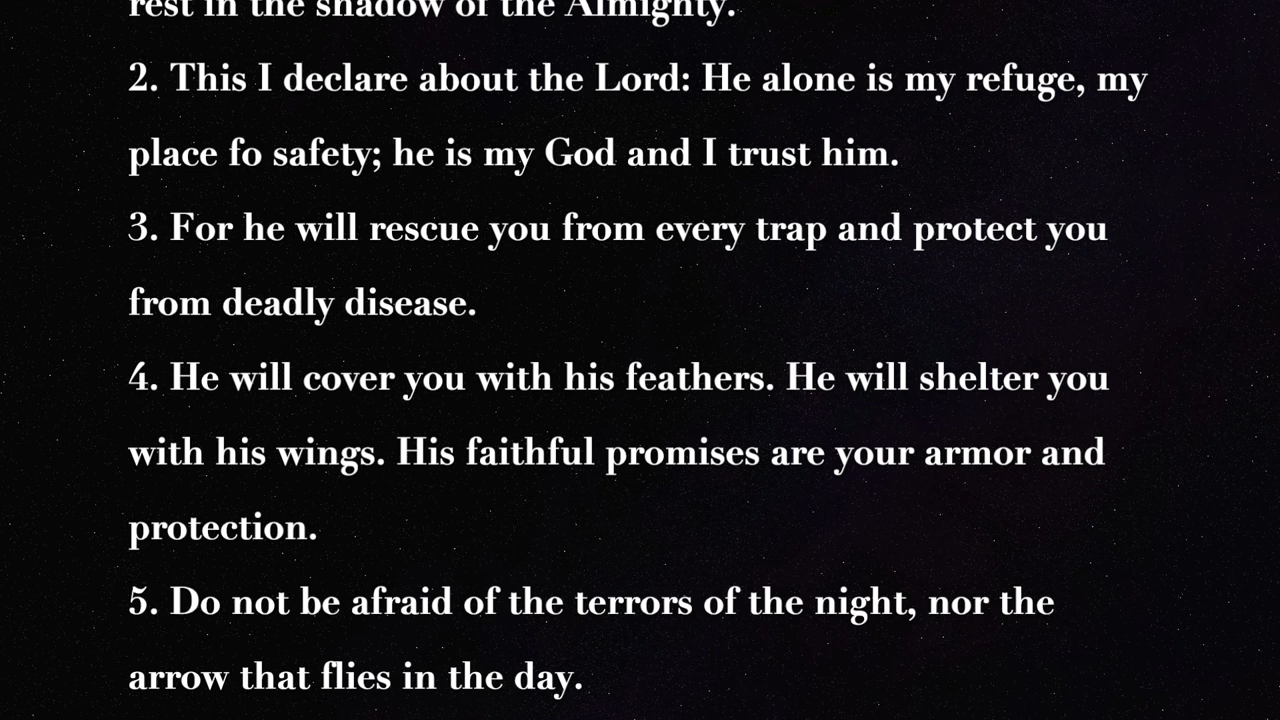 rest in the shadow of the Almighty.
2. This I declare about the Lord: He alone is my refuge, my
place fo safety; he is my God and I trust him.
3. For he will rescue you from every trap and protect you
from deadly disease.
4. He will cover you with his feathers. He will shelter you
with his wings. His faithful promises are your armor and
protection.
5. Do not be afraid of the terrors of the night, nor the
arrow that flies in the day.